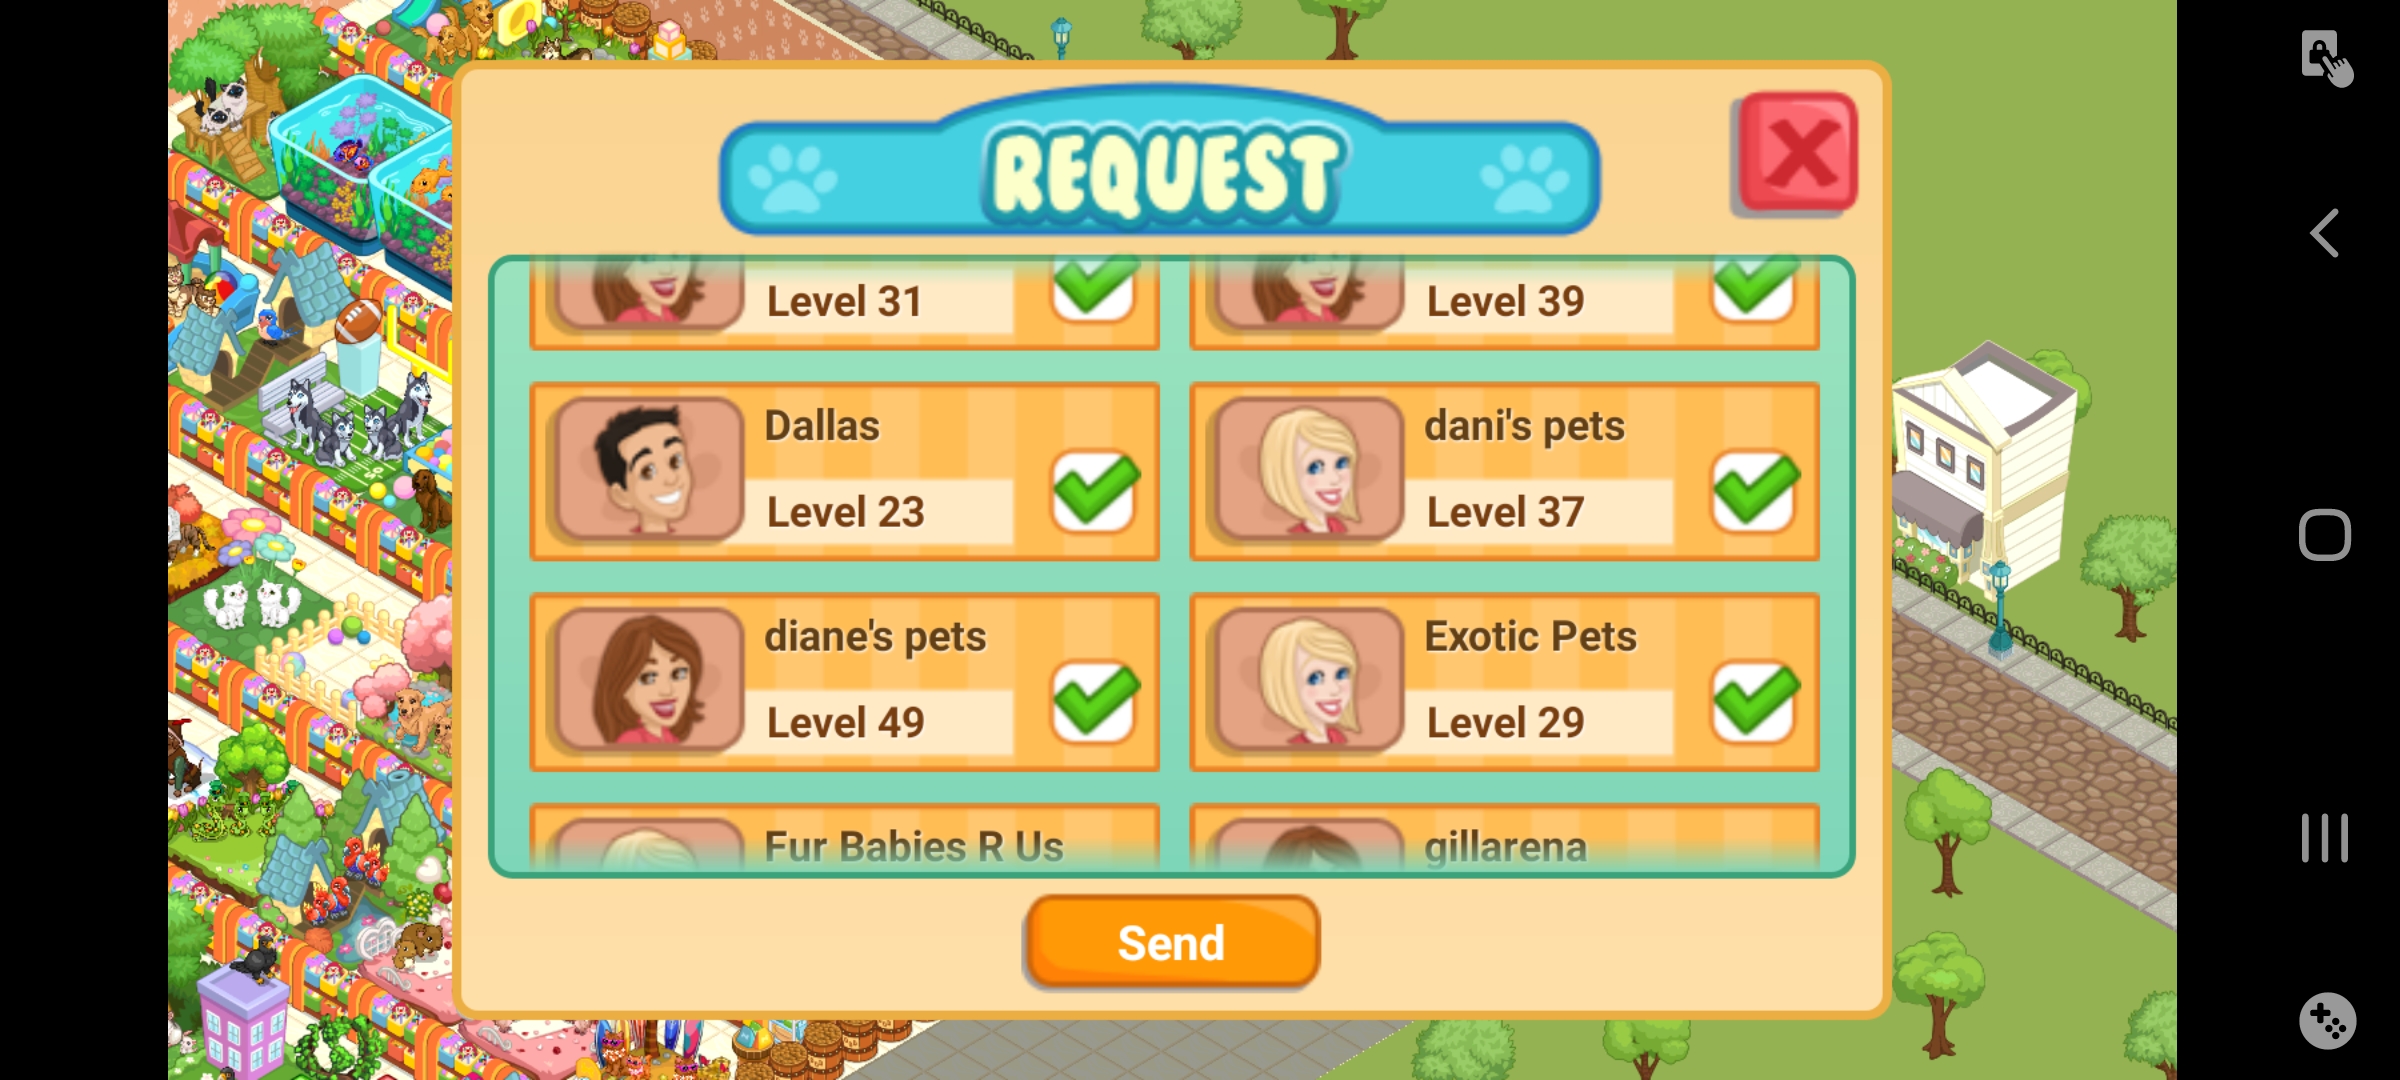 REQUEST
Level 31
Level 39
Dallas
dani's pets
Level 23
Level 37
diane's pets
Exotic Pets
Level 49
Level 29
Fur Babies R Us
gillarena
Send